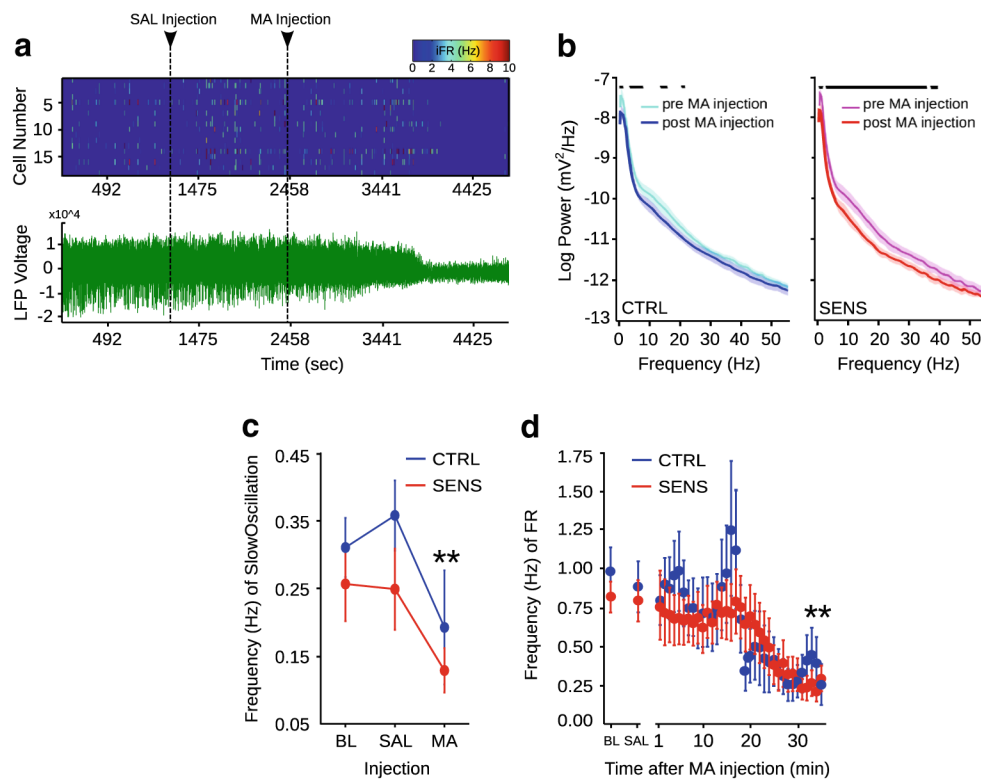 a
SAL Injection
MA Injection
iFR (Hz)
0 2 4 6 8 10
Cell Number
5
10
15
492 1475 2458 3441 4425
x10^4
LFP Voltage
1
0
-1
-2
492 1475 2458 3441 4425
Time (sec)
b
Log Power (mV²/Hz)
-7
-8
-9
-10
-11
-12
-13
pre MA injection
post MA injection
CTRL
0 10 20 30 40 50
Frequency (Hz)
pre MA injection
post MA injection
SENS
0 10 20 30 40 50
Frequency (Hz)
c
Frequency (Hz) of SlowOscillation
0.45
0.35
0.25
0.15
0.05
CTRL
SENS
**
BL SAL MA
Injection
d
Frequency (Hz) of FR
1.75
1.50
1.25
1.00
0.75
0.50
0.25
0.00
CTRL
SENS
**
BL SAL 1 10 20 30
Time after MA injection (min)